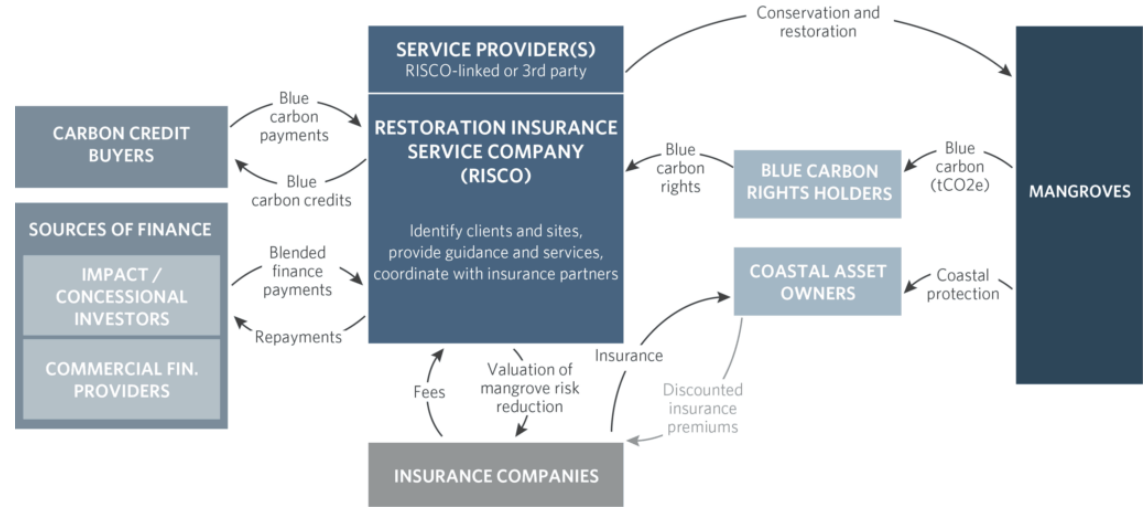 Conservation and
restoration
SERVICE PROVIDER(S)
RISCO-linked or 3rd party
Blue
carbon
payments
CARBON CREDIT
BUYERS
RESTORATION INSURANCE
SERVICE COMPANY
(RISCO)
Blue
carbon
rights
BLUE CARBON
RIGHTS HOLDERS
Blue
carbon
(tCO2e)
MANGROVES
Blue
carbon credits
SOURCES OF FINANCE
Identify clients and sites,
provide guidance and services,
coordinate with insurance partners
Blended
finance
payments
IMPACT /
CONCESSIONAL
INVESTORS
COASTAL ASSET
OWNERS
Coastal
protection
Repayments
COMMERCIAL FIN.
PROVIDERS
Fees
Valuation of
mangrove risk
reduction
Insurance
Discounted
insurance
premiums
INSURANCE COMPANIES